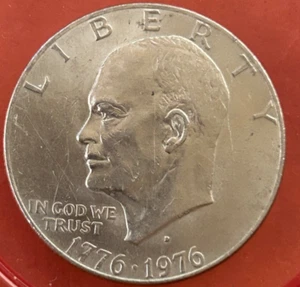 LIBERTY
IN GOD WE
TRUST
D
1776·1976